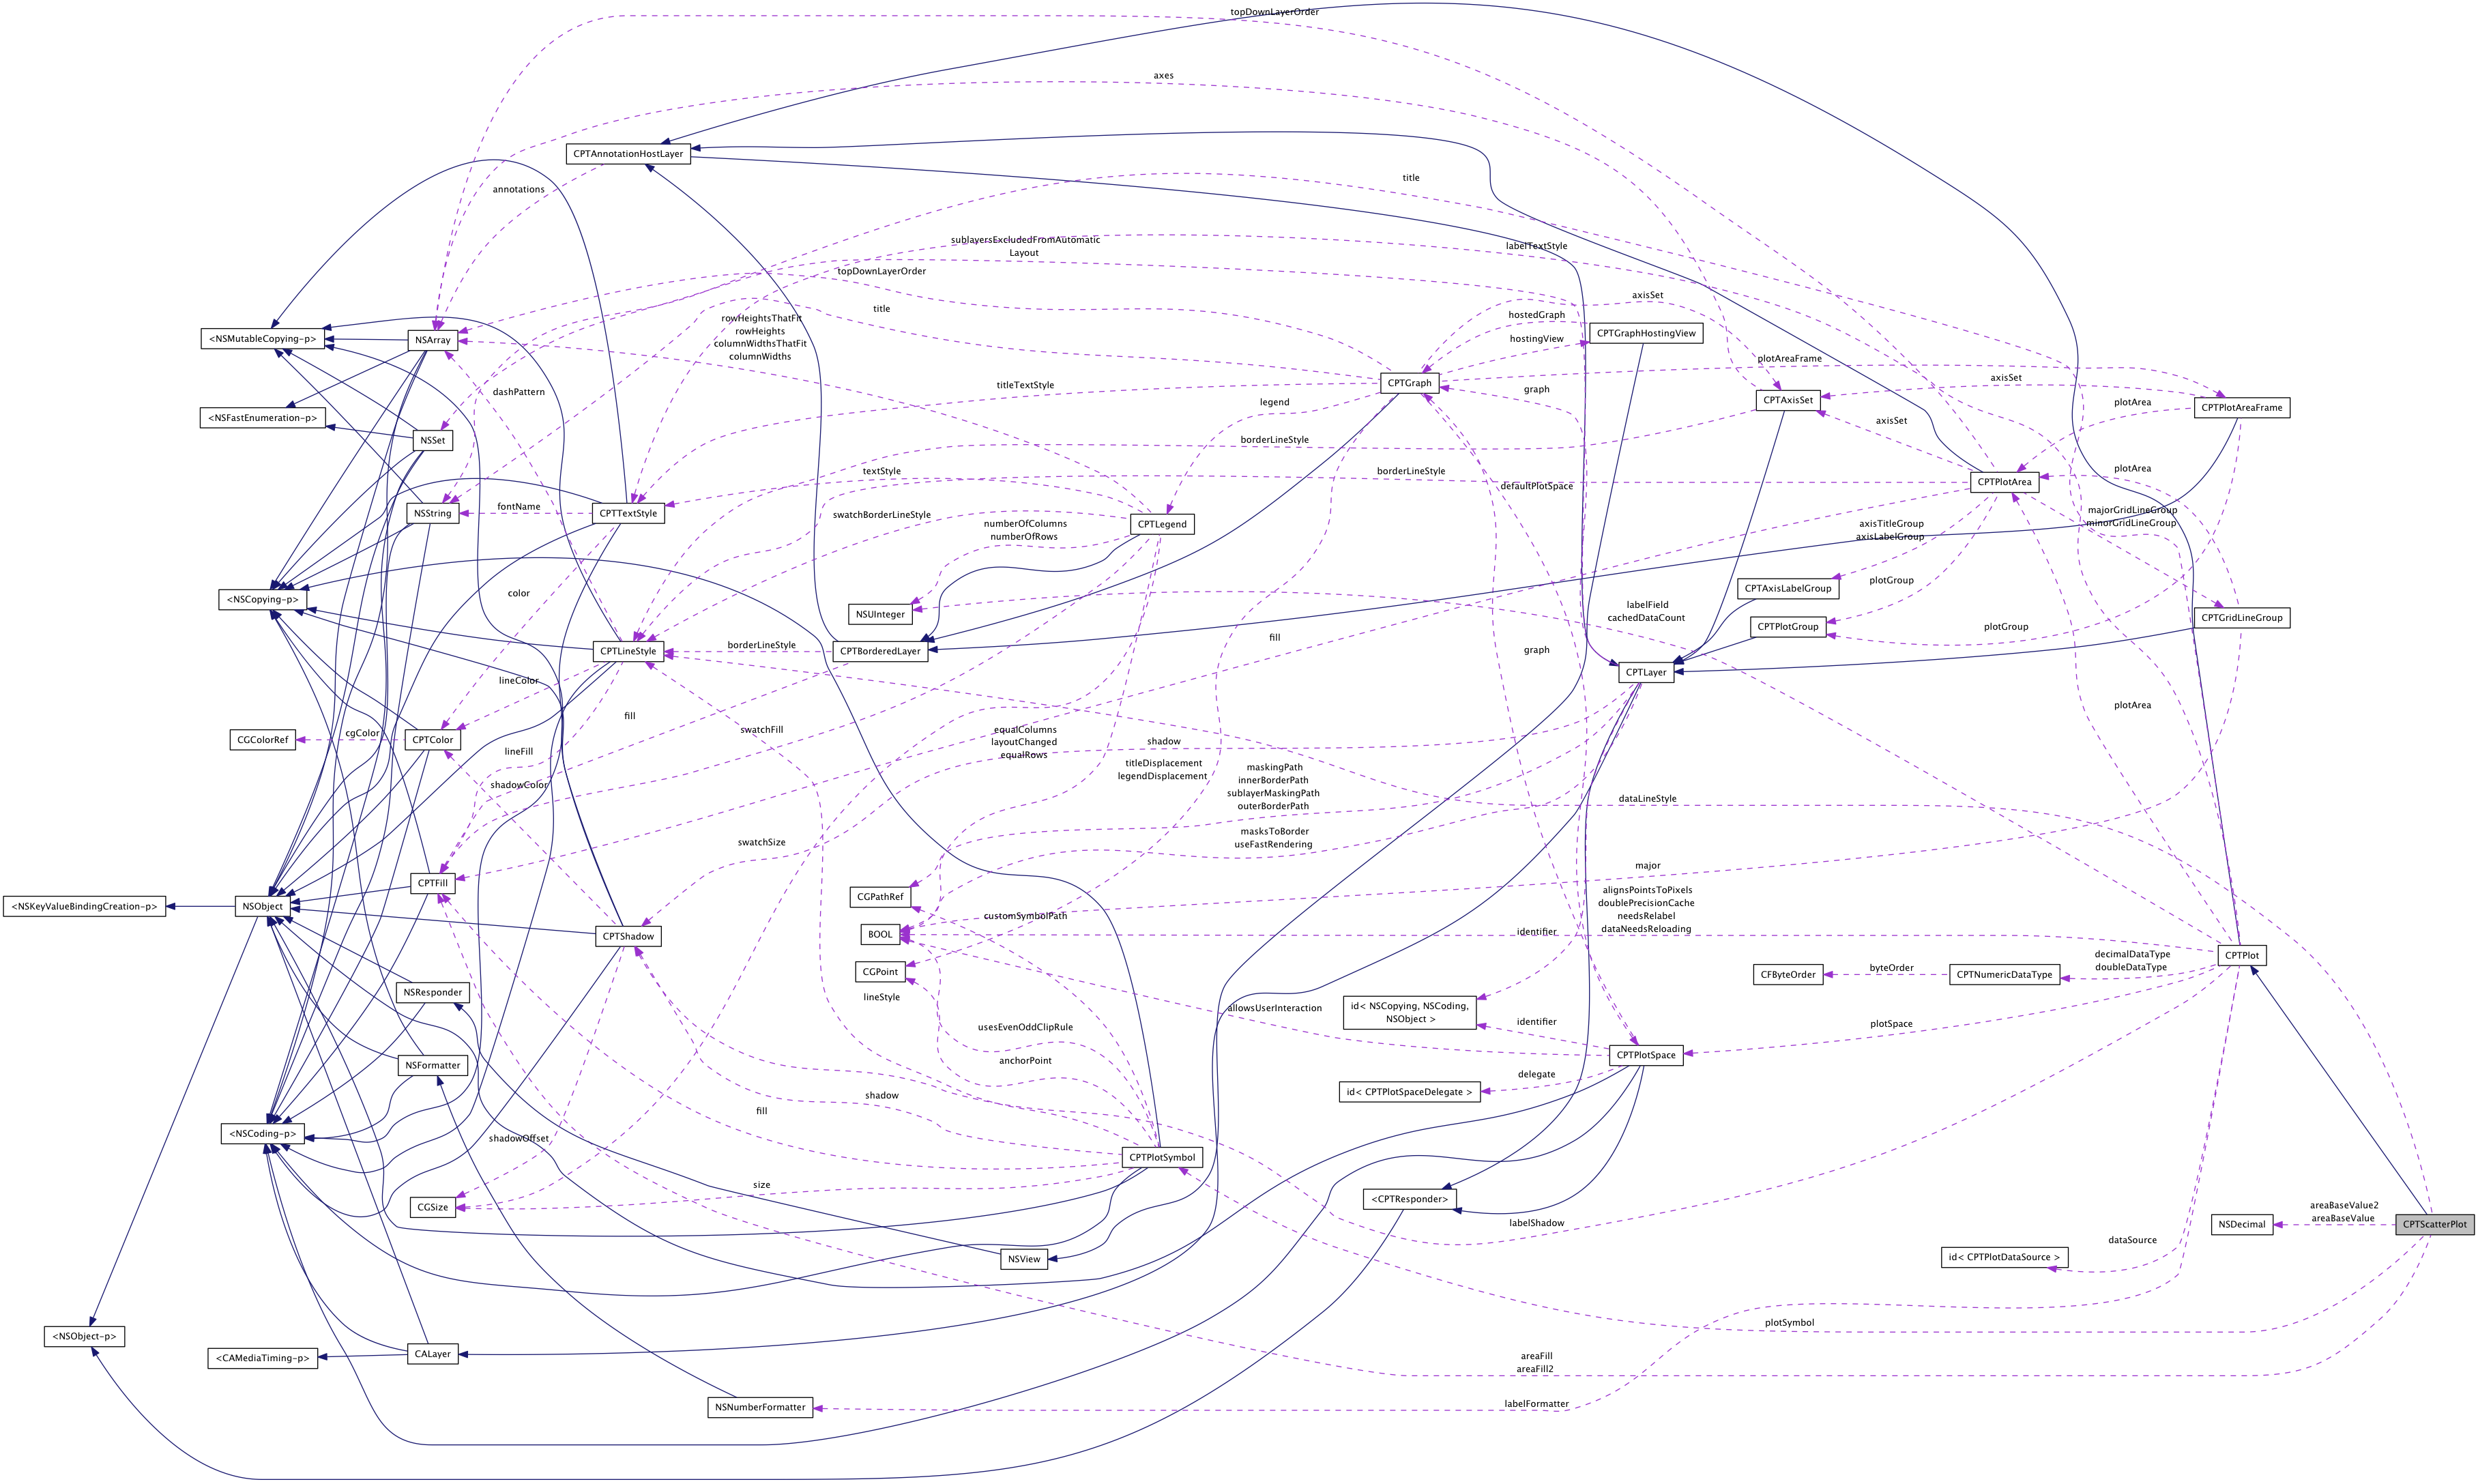 topDownLayerOrder
axes
CPTAnnotationHostLayer
annotations
title
sublayersExcludedFromAutomatic
Layout
labelTextStyle
topDownLayerOrder
axisSet
title
rowHeightsThatFit
rowHeights
columnWidthsThatFit
columnWidths
hostedGraph
CPTGraphHostingView
<NSMutableCopying-p>
NSArray
hostingView
plotAreaFrame
CPTGraph
axisSet
titleTextStyle
graph
dashPattern
legend
CPTAxisSet
plotArea
CPTPlotAreaFrame
<NSFastEnumeration-p>
axisSet
NSSet
borderLineStyle
textStyle
borderLineStyle
plotArea
CPTPlotArea
defaultPlotSpace
fontName
NSString
CPTTextStyle
swatchBorderLineStyle
CPTLegend
numberOfColumns
numberOfRows
majorGridLineGroup
minorGridLineGroup
axisTitleGroup
axisLabelGroup
plotGroup
CPTAxisLabelGroup
<NSCopying-p>
color
NSUInteger
labelField
cachedDataCount
CPTGridLineGroup
CPTPlotGroup
plotGroup
fill
borderLineStyle
CPTLineStyle
CPTBorderedLayer
graph
CPTLayer
lineColor
plotArea
fill
CGColorRef
cgColor
CPTColor
lineFill
swatchFill
equalColumns
layoutChanged
equalRows
shadow
titleDisplacement
legendDisplacement
maskingPath
innerBorderPath
sublayerMaskingPath
outerBorderPath
shadowColor
dataLineStyle
swatchSize
masksToBorder
useFastRendering
major
CPTFill
<NSKeyValueBindingCreation-p>
NSObject
CGPathRef
alignsPointsToPixels
doublePrecisionCache
needsRelabel
dataNeedsReloading
customSymbolPath
CPTShadow
BOOL
identifier
CPTPlot
decimalDataType
doubleDataType
CGPoint
byteOrder
CFByteOrder
CPTNumericDataType
NSResponder
lineStyle
id< NSCopying, NSCoding,
NSObject >
allowsUserInteraction
identifier
usesEvenOddClipRule
plotSpace
CPTPlotSpace
anchorPoint
NSFormatter
delegate
id< CPTPlotSpaceDelegate >
shadow
fill
<NSCoding-p>
shadowOffset
CPTPlotSymbol
size
CGSize
<CPTResponder>
areaBaseValue2
areaBaseValue
NSDecimal
CPTScatterPlot
labelShadow
dataSource
NSView
id< CPTPlotDataSource >
plotSymbol
<NSObject-p>
CALayer
<CAMediaTiming-p>
areaFill
areaFill2
labelFormatter
NSNumberFormatter